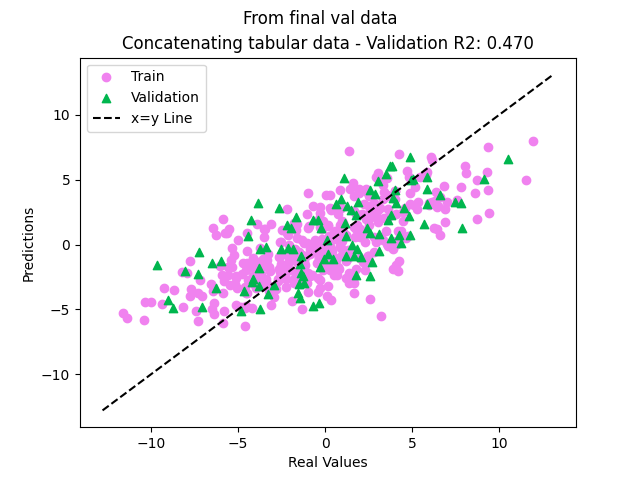 From final val data
Concatenating tabular data - Validation R2: 0.470
Train
Validation
x=y Line
10
5
0
−5
−10
Predictions
−10
−5
0
5
10
Real Values